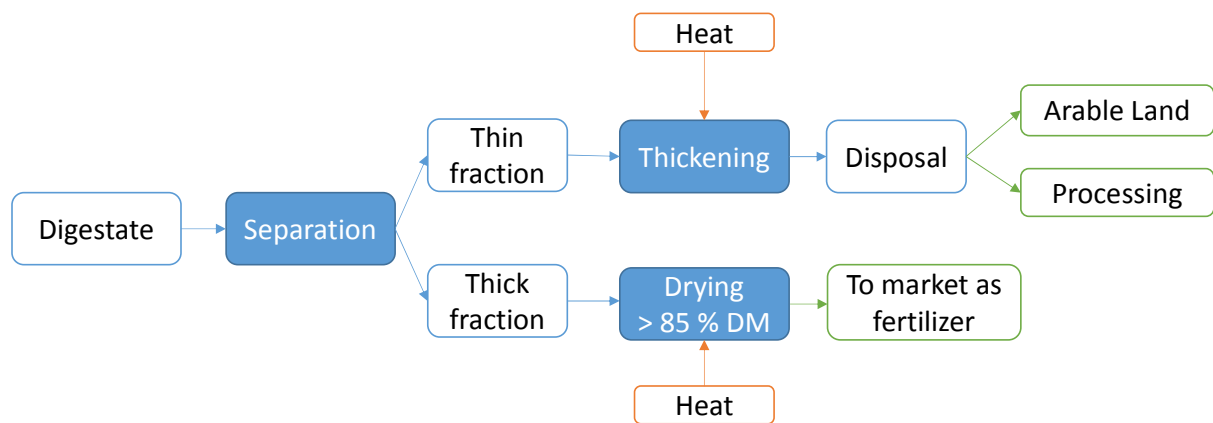 Heat
Thin
fraction
Thickening
Disposal
Arable Land
Processing
Digestate
Separation
Thick
fraction
Drying
> 85 % DM
To market as
fertilizer
Heat